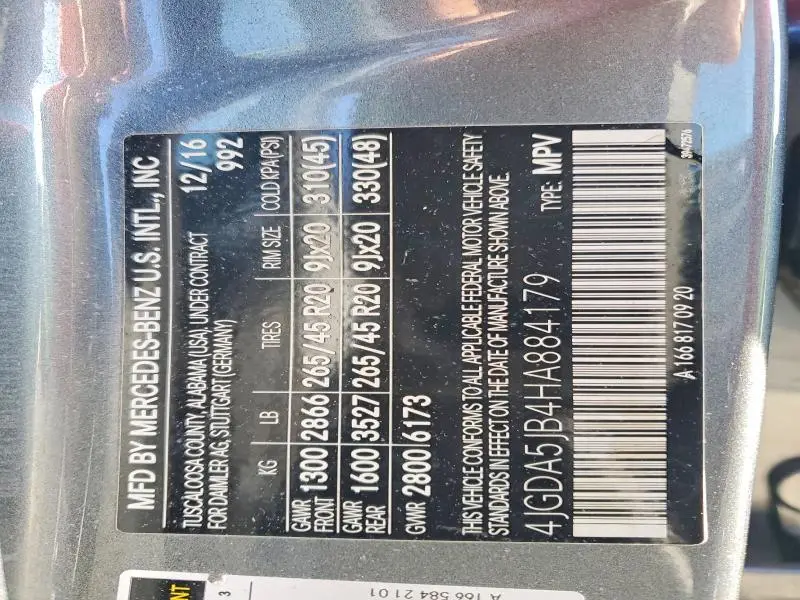 MFD BY MERCEDES-BENZ U.S. INTL., INC
TUSCALOOSA COUNTY, ALABAMA (USA), UNDER CONTRACT 12/16
FOR DAIMLER AG, STUTTGART (GERMANY) 992
KG LB TIRES RIM SIZE COLD KPA(PSI)
GAWR FRONT 1300 2866 265/45 R20 9Jx20 310(45)
GAWR REAR 1600 3527 265/45 R20 9Jx20 330(48)
GVWR 2800 6173
THIS VEHICLE CONFORMS TO ALL APPLICABLE FEDERAL MOTOR VEHICLE SAFETY
STANDARDS IN EFFECT ON THE DATE OF MANUFACTURE SHOWN ABOVE.
4JGDA5JB4HA884179 TYPE: MPV
A 166 817 09 20
A 166 584 21 01
NT
3